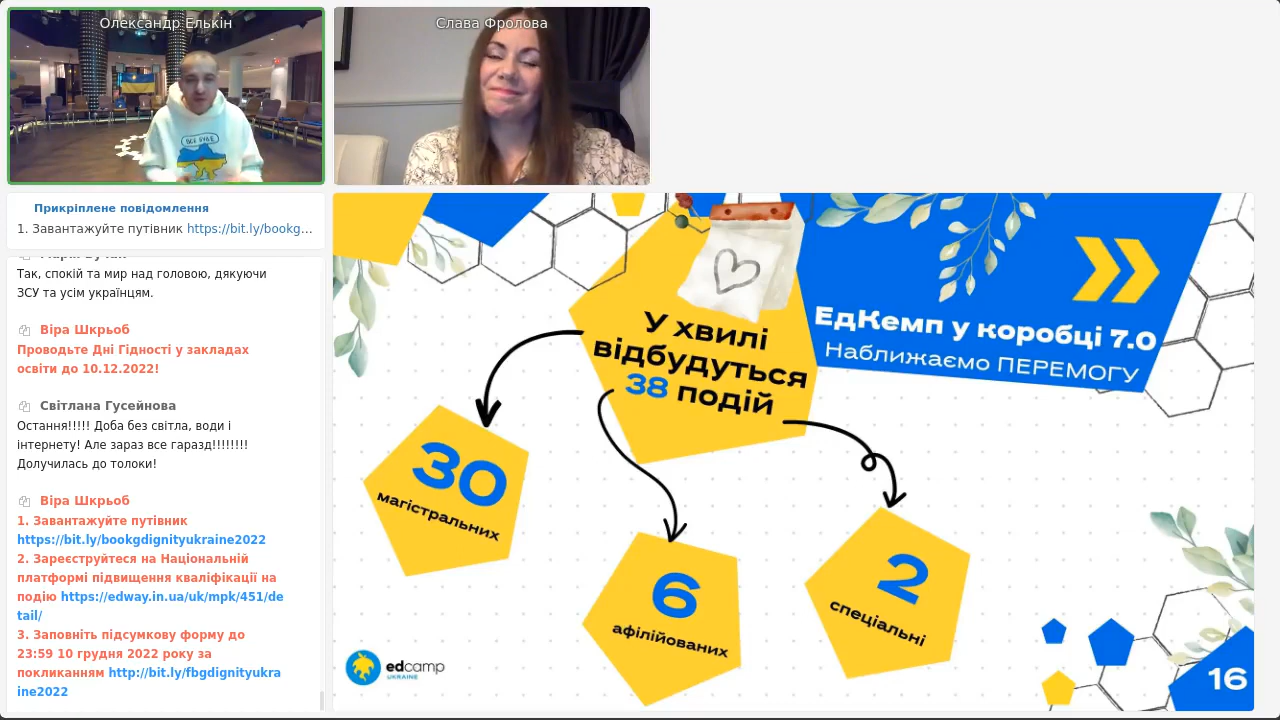 Олександр Елькін
Слава Фролова
ВСЕ БУДЕ
Прикріплене повідомлення
1. Завантажуйте путівник https://bit.ly/bookg...
Так, спокій та мир над головою, дякуючи
ЗСУ та усім українцям.
Віра Шкрьоб
Проводьте Дні Гідності у закладах
освіти до 10.12.2022!
Світлана Гусейнова
Остання!!!!! Доба без світла, води і
інтернету! Але зараз все гаразд!!!!!!!!
Долучилась до толоки!
Віра Шкрьоб
1. Завантажуйте путівник
https://bit.ly/bookgdignityukraine2022
2. Зареєструйтеся на Національній
платформі підвищення кваліфікації на
подію https://edway.in.ua/uk/mpk/451/de
tail/
3. Заповніть підсумкову форму до
23:59 10 грудня 2022 року за
покликанням http://bit.ly/fbgdignityukra
ine2022
ЕдКемп у коробці 7.0
Наближаємо ПЕРЕМОГУ
У хвилі
відбудуться
38 подій
30
магістральних
6
афілійованих
2
спеціальні
edcamp
UKRAINE
16